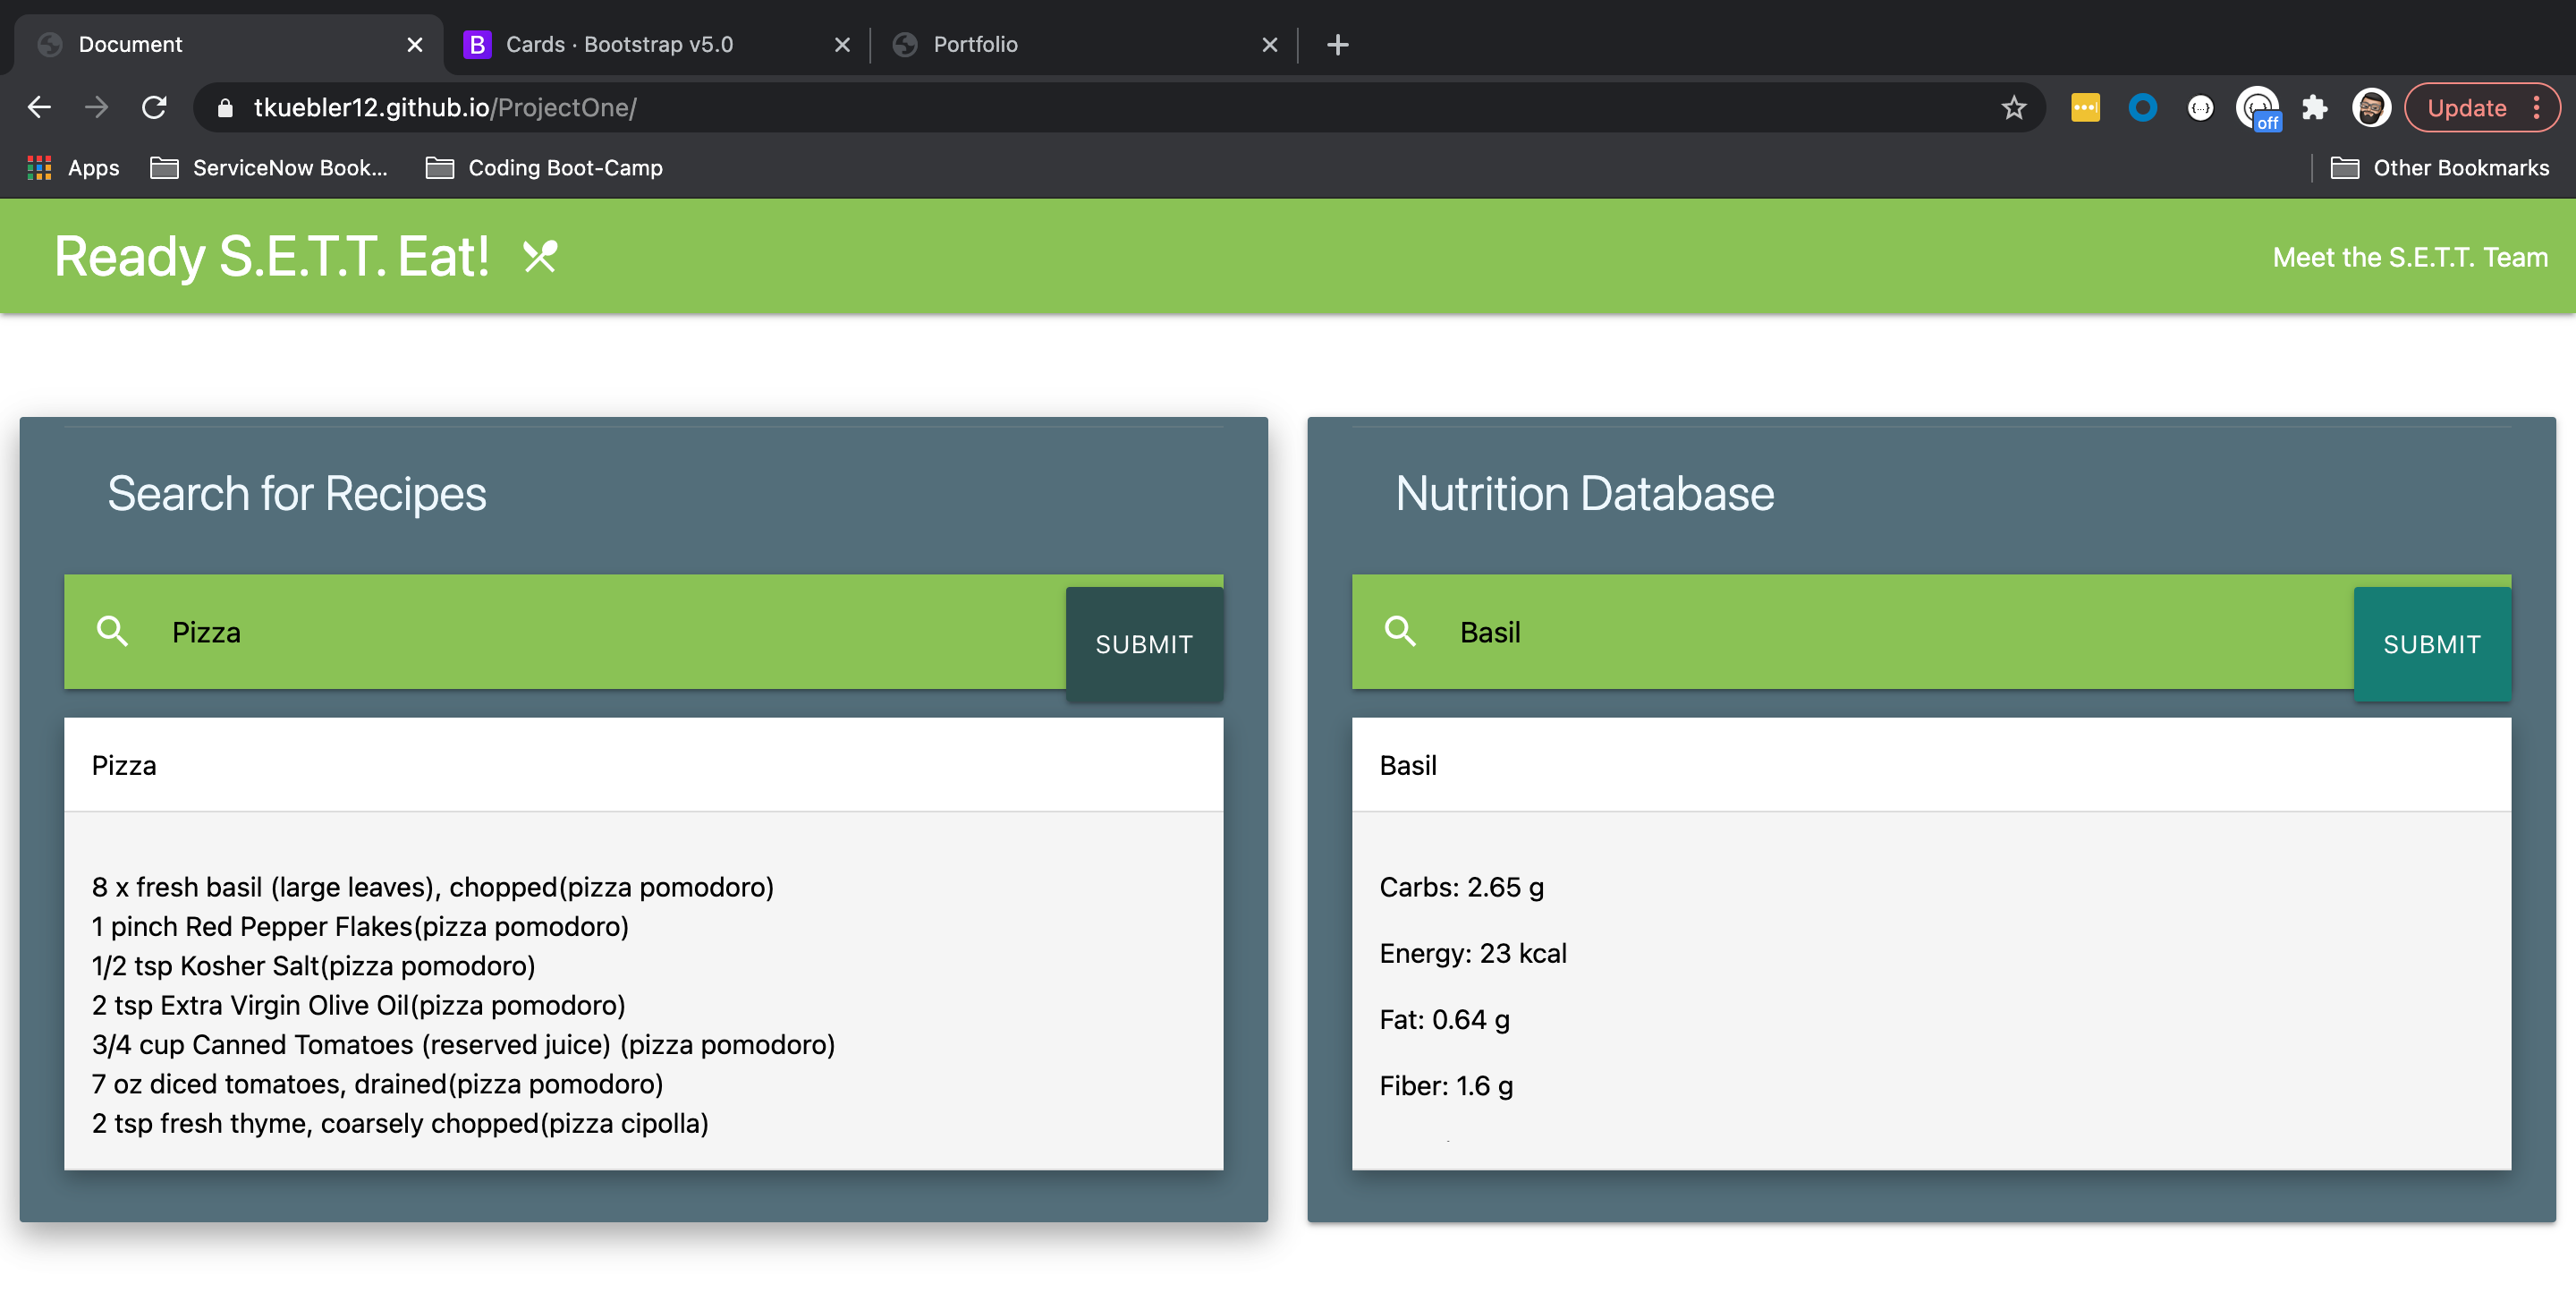 Document
Cards · Bootstrap v5.0
Portfolio
tkuebler12.github.io/ProjectOne/
off
Update
Apps
ServiceNow Book...
Coding Boot-Camp
Other Bookmarks
Ready S.E.T.T. Eat!
Meet the S.E.T.T. Team
Search for Recipes
Pizza
SUBMIT
Pizza
8 x fresh basil (large leaves), chopped(pizza pomodoro)
1 pinch Red Pepper Flakes(pizza pomodoro)
1/2 tsp Kosher Salt(pizza pomodoro)
2 tsp Extra Virgin Olive Oil(pizza pomodoro)
3/4 cup Canned Tomatoes (reserved juice) (pizza pomodoro)
7 oz diced tomatoes, drained(pizza pomodoro)
2 tsp fresh thyme, coarsely chopped(pizza cipolla)
Nutrition Database
Basil
SUBMIT
Basil
Carbs: 2.65 g
Energy: 23 kcal
Fat: 0.64 g
Fiber: 1.6 g